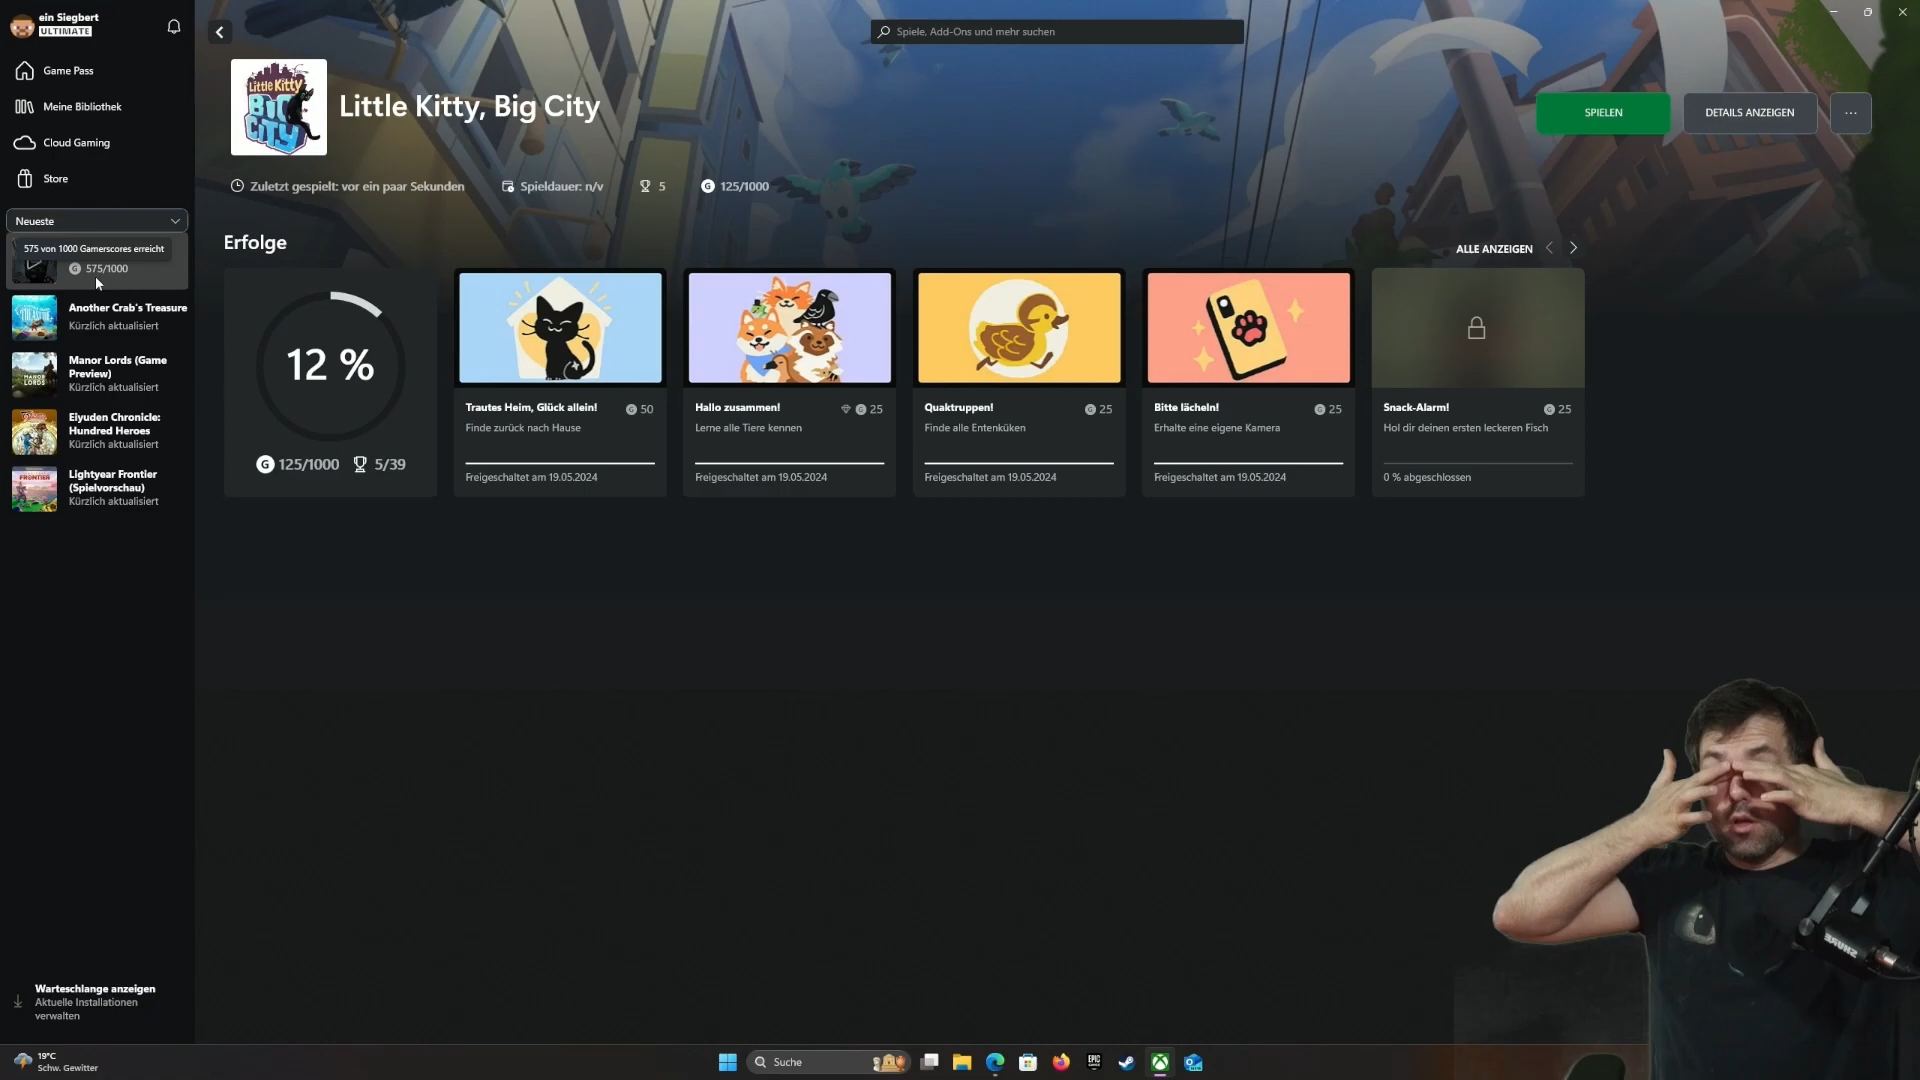 ein Siegbert
ULTIMATE
Game Pass
Meine Bibliothek
Cloud Gaming
Store
Neueste
575 von 1000 Gamerscores erreicht
575/1000
Another Crab's Treasure
Kürzlich aktualisiert
Manor Lords (Game
Preview)
Kürzlich aktualisiert
Eiyuden Chronicle:
Hundred Heroes
Kürzlich aktualisiert
Lightyear Frontier
(Spielvorschau)
Kürzlich aktualisiert
Warteschlange anzeigen
Aktuelle Installationen
verwalten
Spiele, Add-Ons und mehr suchen
Little Kitty
BIG
CITY
Little Kitty, Big City
SPIELEN
DETAILS ANZEIGEN
Zuletzt gespielt: vor ein paar Sekunden
Spieldauer: n/v
5
125/1000
Erfolge
ALLE ANZEIGEN
12 %
125/1000
5/39
Trautes Heim, Glück allein!
50
Finde zurück nach Hause
Freigeschaltet am 19.05.2024
Hallo zusammen!
25
Lerne alle Tiere kennen
Freigeschaltet am 19.05.2024
Quaktruppen!
25
Finde alle Entenküken
Freigeschaltet am 19.05.2024
Bitte lächeln!
25
Erhalte eine eigene Kamera
Freigeschaltet am 19.05.2024
Snack-Alarm!
25
Hol dir deinen ersten leckeren Fisch
0 % abgeschlossen
SHURE
19°C
Schw. Gewitter
Suche
EPIC